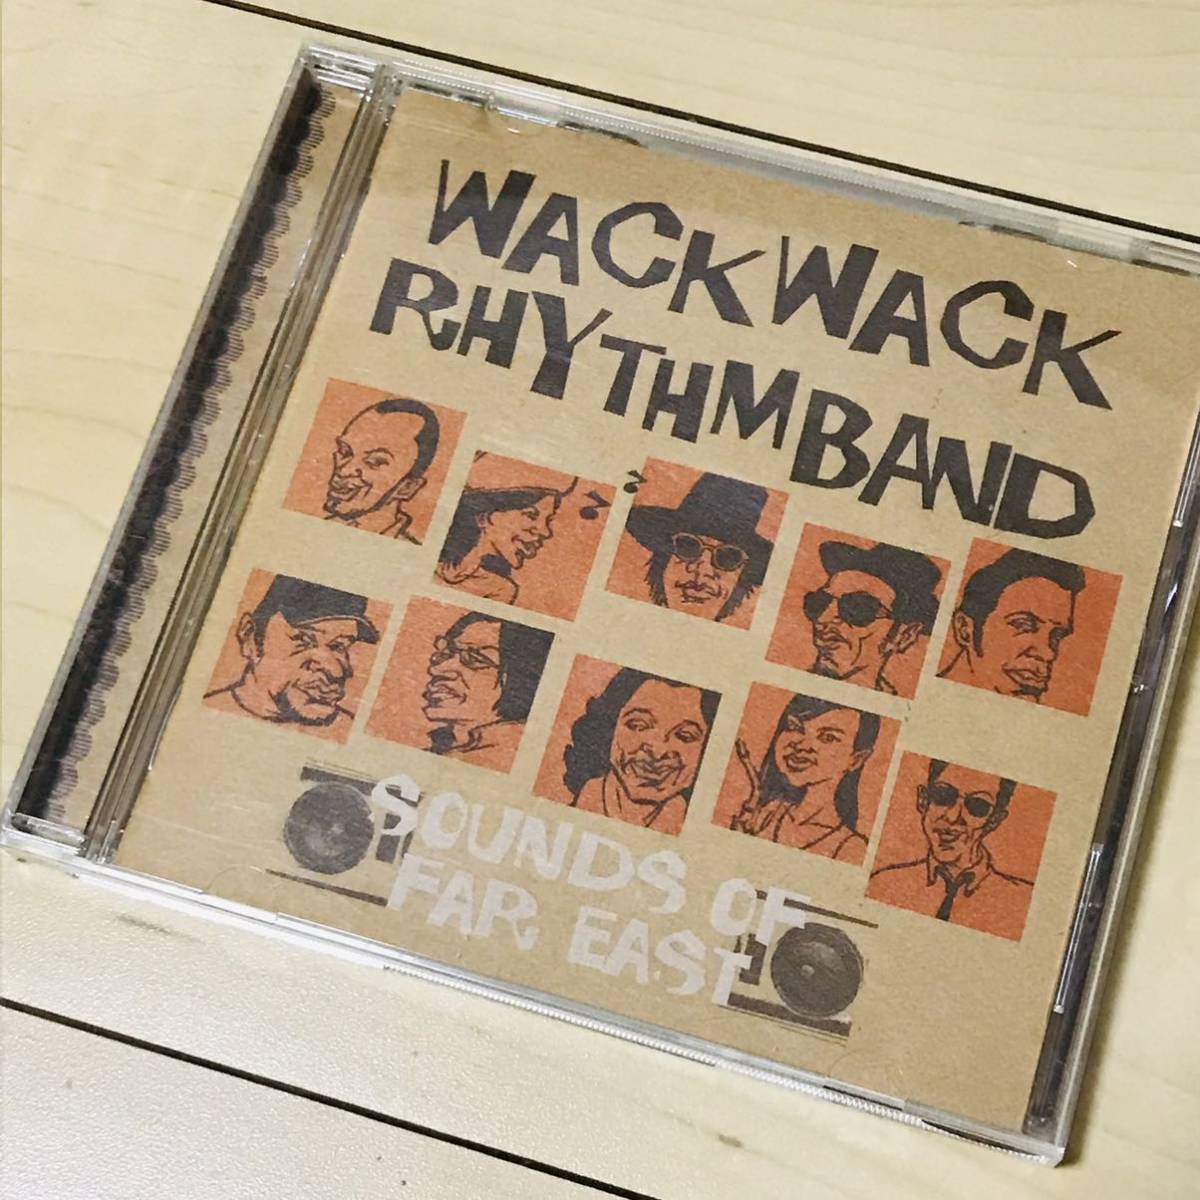 WACKWACK
RHYTHMBAND
SOUNDS OF
FAR EAST